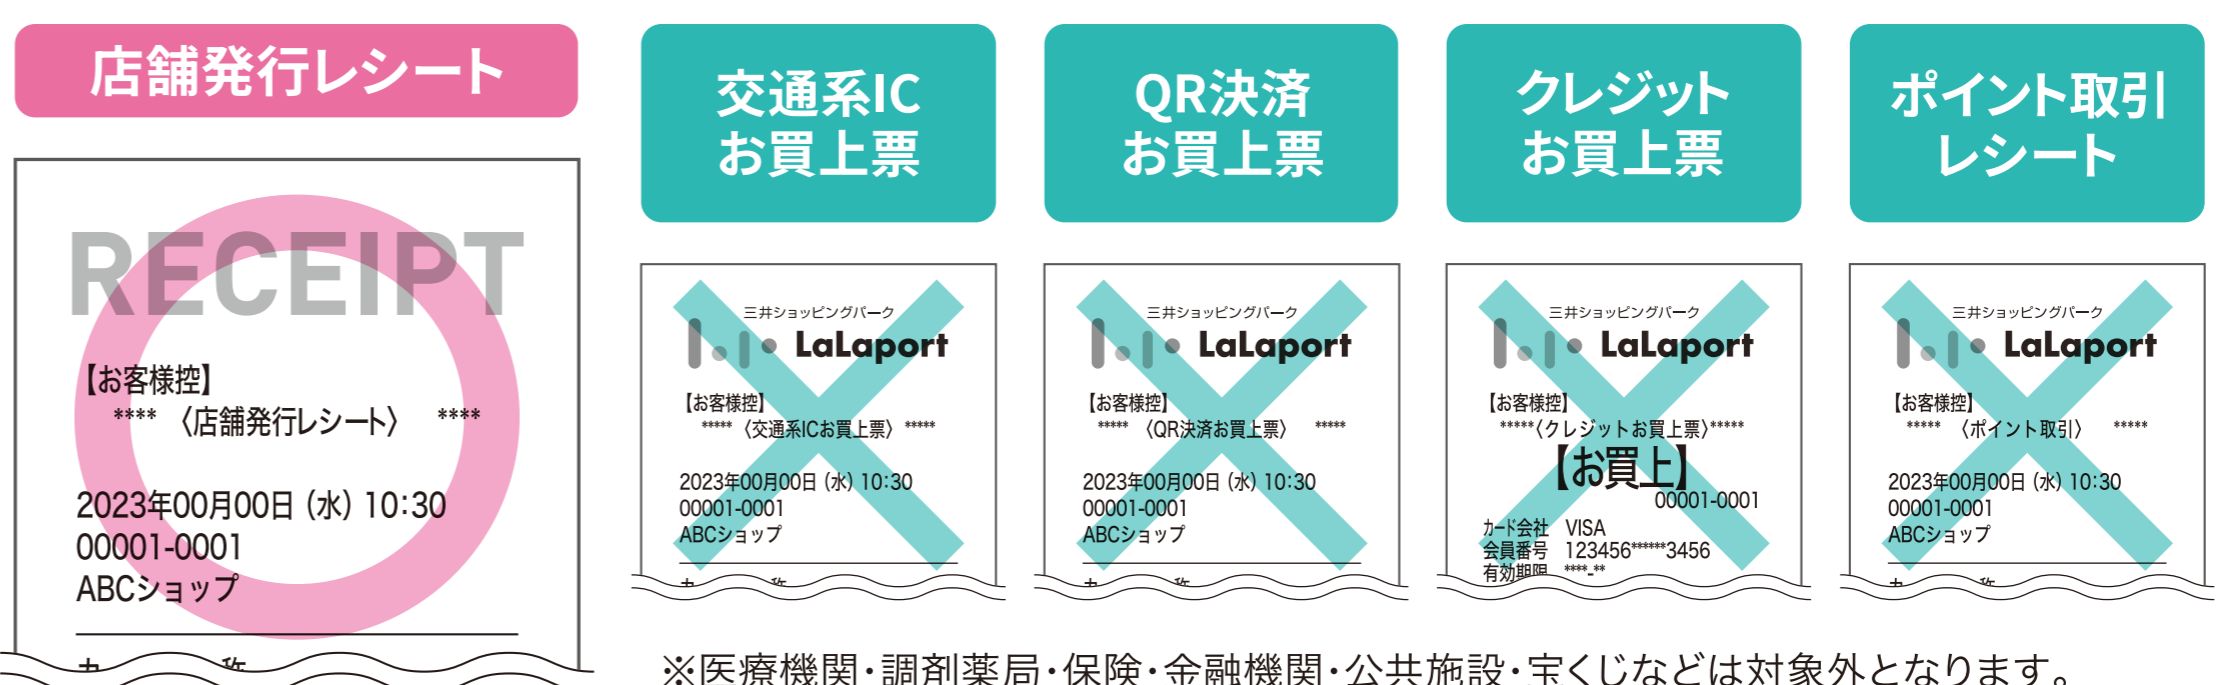 店舗発行レシート
RECEIPT
【お客様控】
**** 〈店舗発行レシート〉 ****
2023年00月00日 (水) 10:30
00001-0001
ABCショップ
交通系IC
お買上票
三井ショッピングパーク
LaLaport
【お客様控】
***** 〈交通系ICお買上票〉 *****
2023年00月00日 (水) 10:30
00001-0001
ABCショップ
QR決済
お買上票
三井ショッピングパーク
LaLaport
【お客様控】
***** 〈QR決済お買上票〉 *****
2023年00月00日 (水) 10:30
00001-0001
ABCショップ
クレジット
お買上票
三井ショッピングパーク
LaLaport
【お客様控】
*****〈クレジットお買上票〉*****
【お買上】
00001-0001
カード会社 VISA
会員番号 123456******3456
有効期限 ****-**
ポイント取引
レシート
三井ショッピングパーク
LaLaport
【お客様控】
***** 〈ポイント取引〉 *****
2023年00月00日 (水) 10:30
00001-0001
ABCショップ
※医療機関・調剤薬局・保険・金融機関・公共施設・宝くじなどは対象外となります。